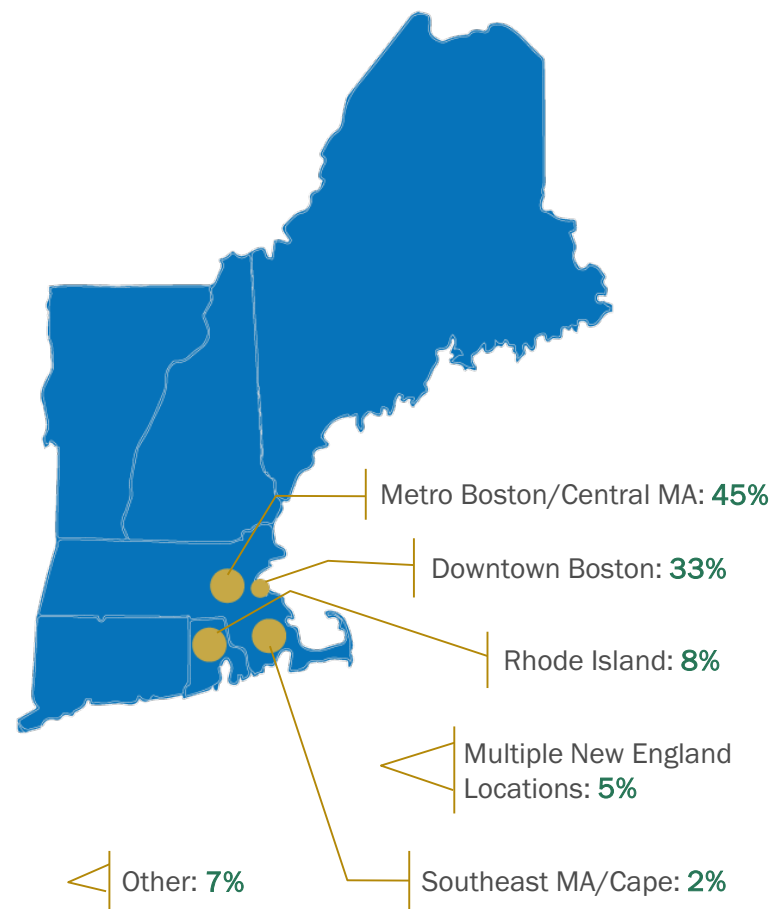 Metro Boston/Central MA: 45%
Downtown Boston: 33%
Rhode Island: 8%
Multiple New England
Locations: 5%
Other: 7%
Southeast MA/Cape: 2%